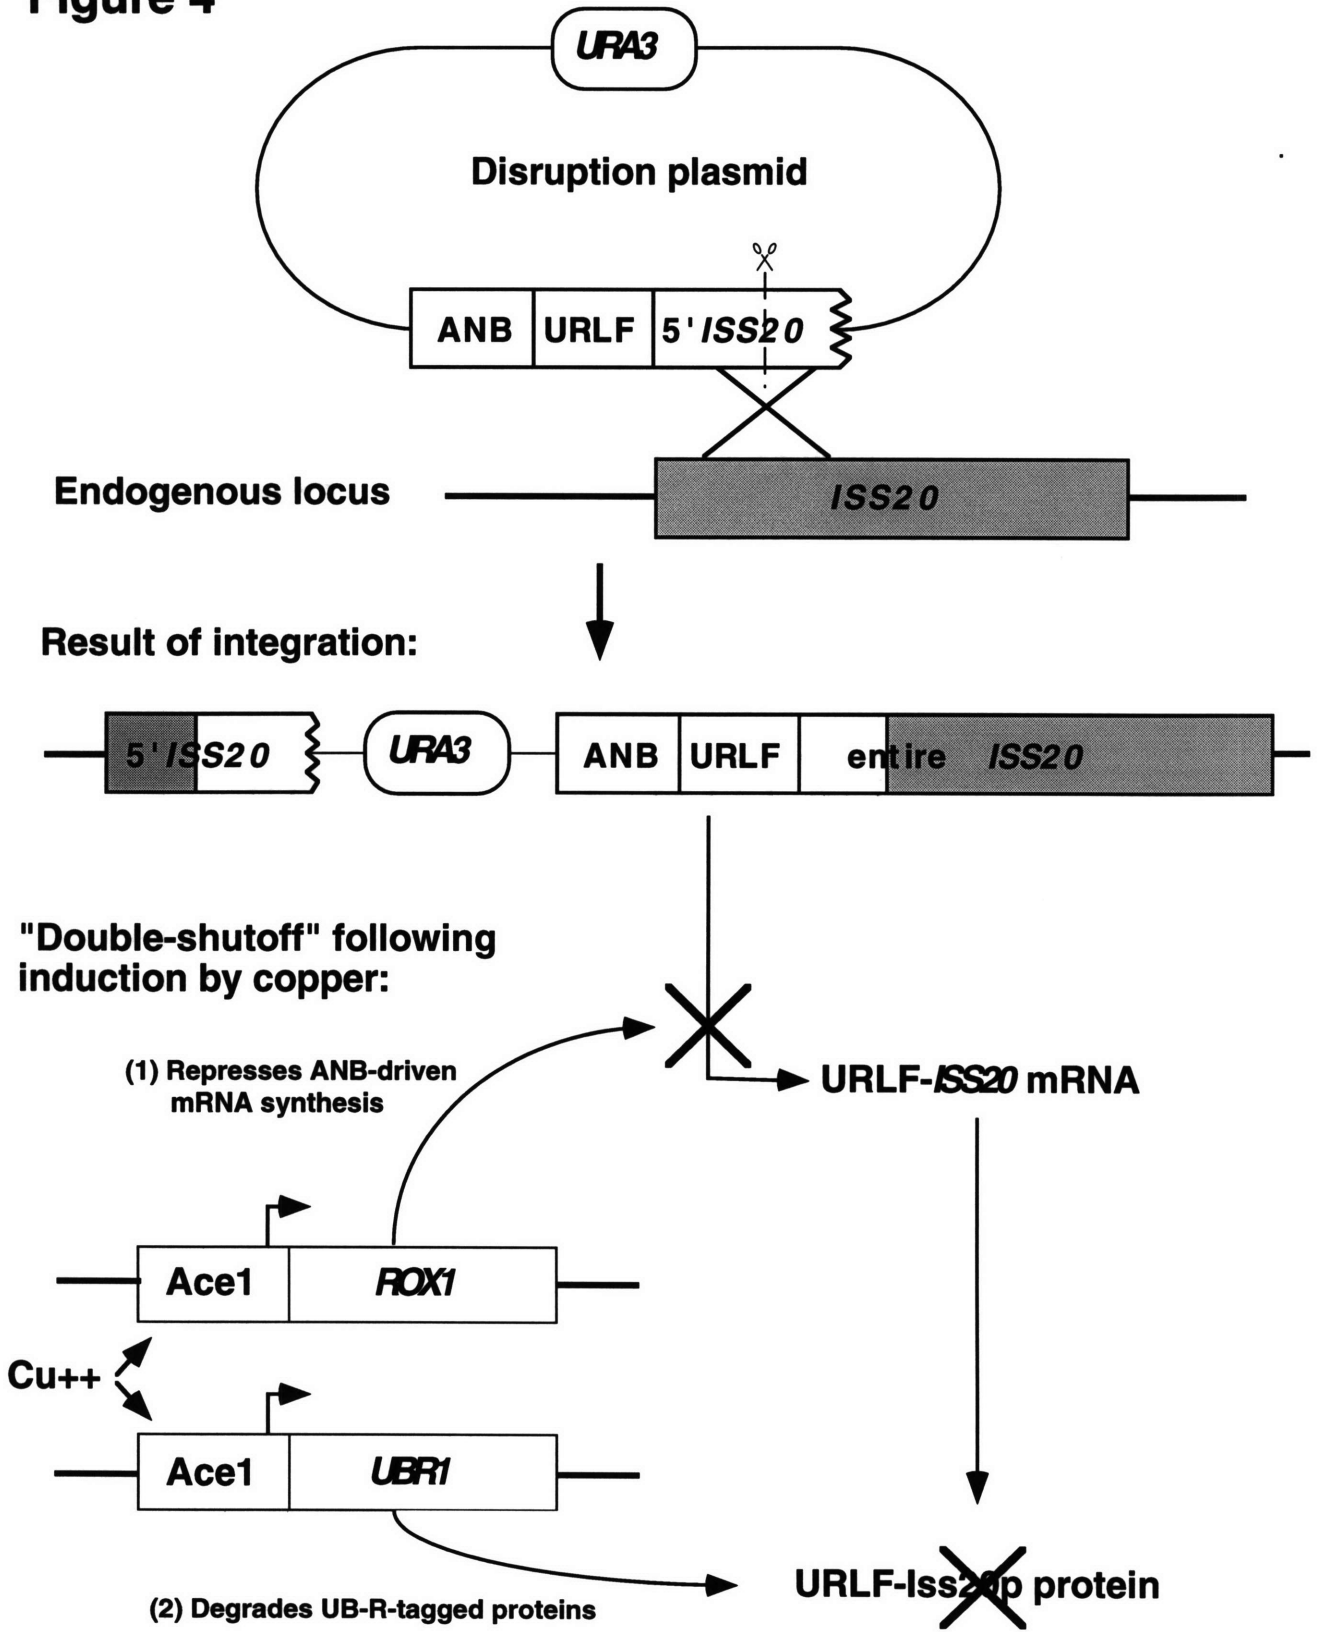 Figure 4
URA3
Disruption plasmid
ANB URLF 5'ISS20
Endogenous locus
ISS20
Result of integration:
5'ISS20 URA3 ANB URLF entire ISS20
"Double-shutoff" following
induction by copper:
(1) Represses ANB-driven
mRNA synthesis
URLF-ISS20 mRNA
Ace1 ROX1
Cu++
Ace1 UBR1
URLF-Iss20p protein
(2) Degrades UB-R-tagged proteins